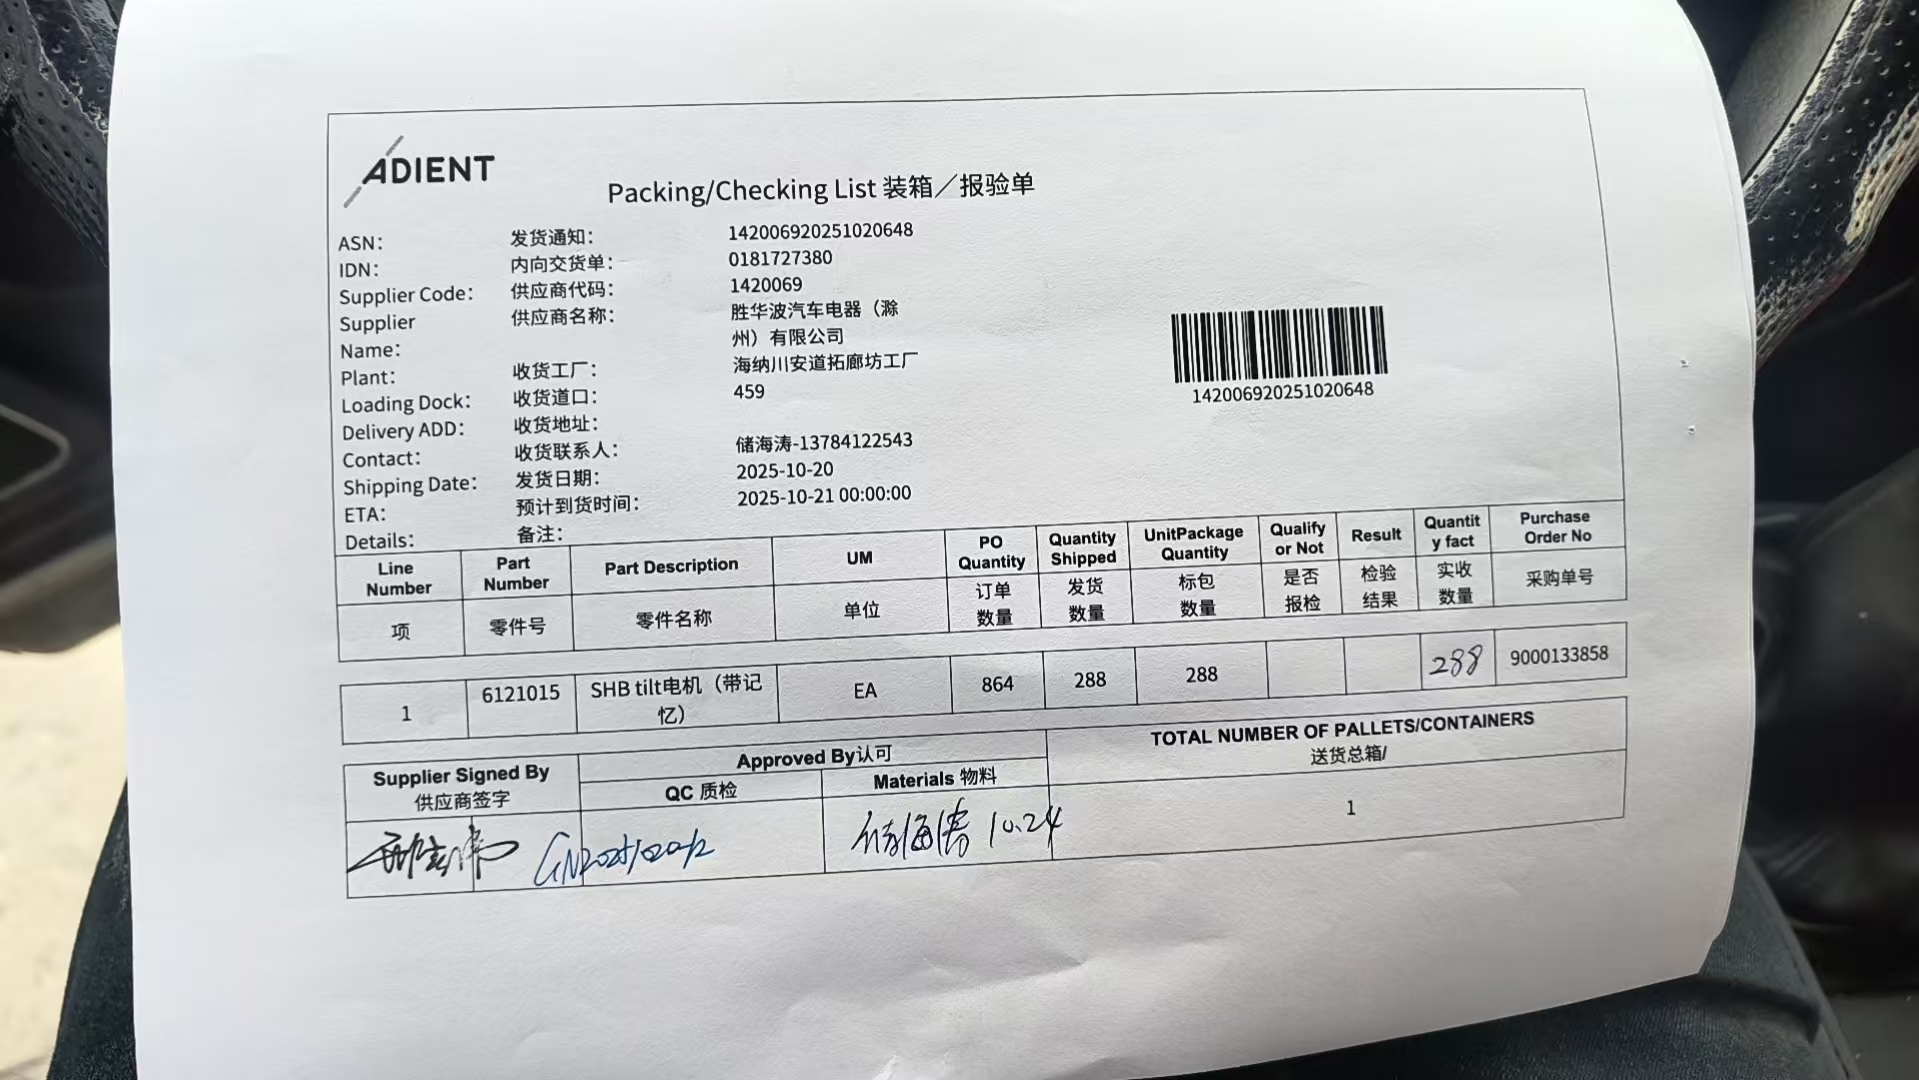 ADIENT
Packing/Checking List 装箱／报验单
ASN: 发货通知: 142006920251020648
IDN: 内向交货单: 0181727380
Supplier Code: 供应商代码: 1420069
Supplier Name: 供应商名称: 胜华波汽车电器（滁
州）有限公司
Plant: 收货工厂: 海纳川安道拓廊坊工厂
Loading Dock: 收货道口: 459
Delivery ADD: 收货地址:
Contact: 收货联系人: 储海涛-13784122543
Shipping Date: 发货日期: 2025-10-20
ETA: 预计到货时间: 2025-10-21 00:00:00
Details: 备注:
142006920251020648
Line Number Part Number Part Description UM PO Quantity Quantity Shipped UnitPackage Quantity Qualify or Not Result Quantit y fact Purchase Order No
项 零件号 零件名称 单位 订单数量 发货数量 标包数量 是否报检 检验结果 实收数量 采购单号
1 6121015 SHB tilt电机（带记忆） EA 864 288 288 288 9000133858
Supplier Signed By Approved By认可 TOTAL NUMBER OF PALLETS/CONTAINERS
供应商签字 QC 质检 Materials 物料 送货总箱/
储海涛 10.24 1